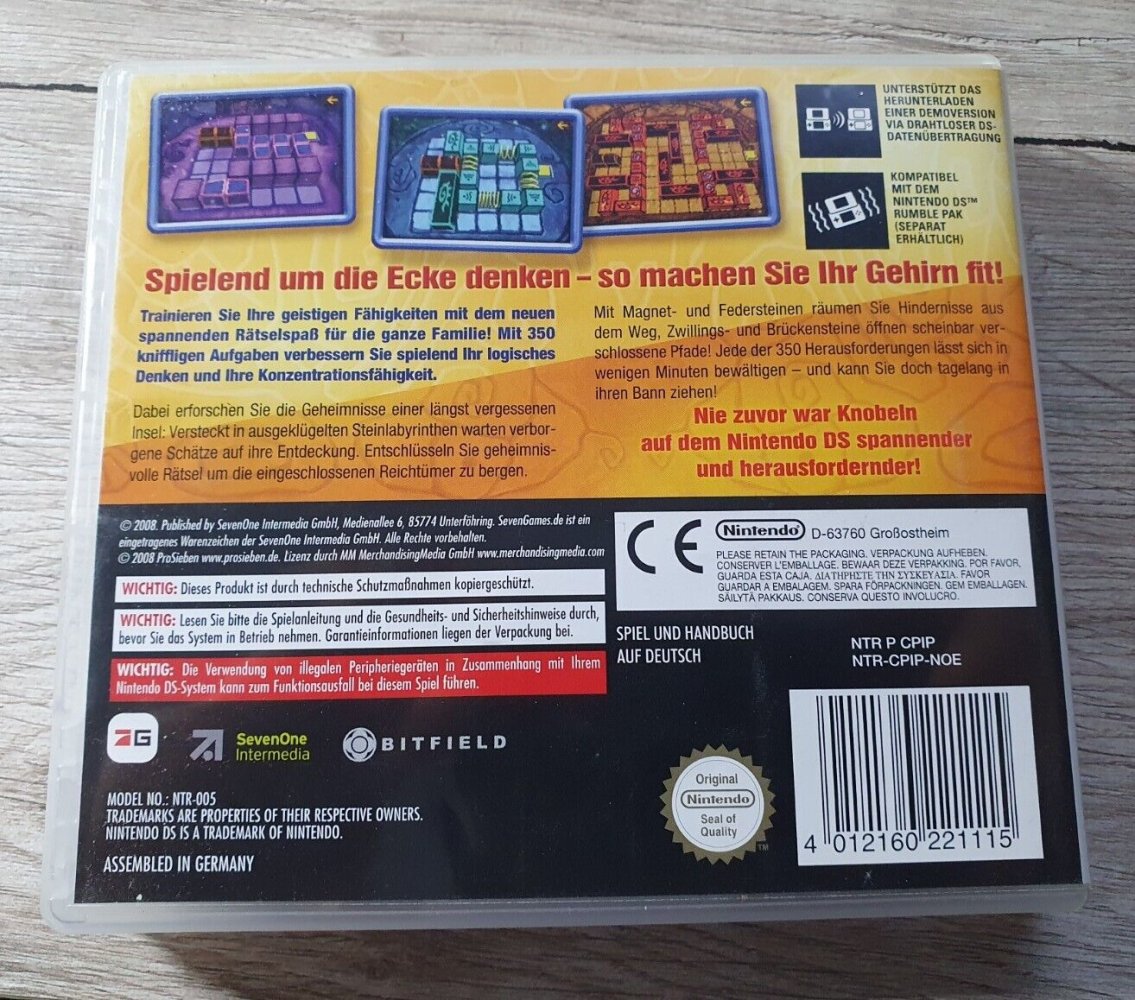 UNTERSTÜTZT DAS
HERUNTERLADEN
EINER DEMOVERSION
VIA DRAHTLOSER DS-
DATENÜBERTRAGUNG
KOMPATIBEL
MIT DEM
NINTENDO DS™
RUMBLE PAK
(SEPARAT
ERHÄLTLICH)
Spielend um die Ecke denken – so machen Sie Ihr Gehirn fit!
Trainieren Sie Ihre geistigen Fähigkeiten mit dem neuen
spannenden Rätselspaß für die ganze Familie! Mit 350
kniffligen Aufgaben verbessern Sie spielend Ihr logisches
Denken und Ihre Konzentrationsfähigkeit.
Dabei erforschen Sie die Geheimnisse einer längst vergessenen
Insel: Versteckt in ausgeklügelten Steinlabyrinthen warten verbor-
gene Schätze auf ihre Entdeckung. Entschlüsseln Sie geheimnis-
volle Rätsel um die eingeschlossenen Reichtümer zu bergen.
Mit Magnet- und Federsteinen räumen Sie Hindernisse aus
dem Weg, Zwillings- und Brückensteine öffnen scheinbar ver-
schlossene Pfade! Jede der 350 Herausforderungen lässt sich in
wenigen Minuten bewältigen – und kann Sie doch tagelang in
ihren Bann ziehen!
Nie zuvor war Knobeln
auf dem Nintendo DS spannender
und herausfordernder!
© 2008. Published by SevenOne Intermedia GmbH, Medienallee 6, 85774 Unterföhring. SevenGames.de ist ein
eingetragenes Warenzeichen der SevenOne Intermedia GmbH. Alle Rechte vorbehalten.
© 2008 ProSieben www.prosieben.de. Lizenz durch MM MerchandisingMedia GmbH www.merchandisingmedia.com
WICHTIG: Dieses Produkt ist durch technische Schutzmaßnahmen kopiergeschützt.
WICHTIG: Lesen Sie bitte die Spielanleitung und die Gesundheits- und Sicherheitshinweise durch,
bevor Sie das System in Betrieb nehmen. Garantieinformationen liegen der Verpackung bei.
WICHTIG: Die Verwendung von illegalen Peripheriegeräten in Zusammenhang mit Ihrem
Nintendo DS-System kann zum Funktionsausfall bei diesem Spiel führen.
CE
Nintendo D-63760 Großostheim
PLEASE RETAIN THE PACKAGING. VERPACKUNG AUFHEBEN.
CONSERVER L'EMBALLAGE. BEWAAR DEZE VERPAKKING. POR FAVOR,
GUARDA ESTA CAJA. ΔΙΑΤΗΡΗΣΤΕ ΤΗΝ ΣΥΣΚΕΥΑΣΙΑ. FAVOR
GUARDAR A EMBALAGEM. SPARA FÖRPACKNINGEN. GEM EMBALLAGEN.
SÄILYTÄ PAKKAUS. CONSERVA QUESTO INVOLUCRO.
SPIEL UND HANDBUCH
AUF DEUTSCH
NTR P CPIP
NTR-CPIP-NOE
7G
SevenOne
Intermedia
BITFIELD
MODEL NO.: NTR-005
TRADEMARKS ARE PROPERTIES OF THEIR RESPECTIVE OWNERS.
NINTENDO DS IS A TRADEMARK OF NINTENDO.
ASSEMBLED IN GERMANY
Original
Nintendo
Seal of
Quality
TM
4 012160 221115